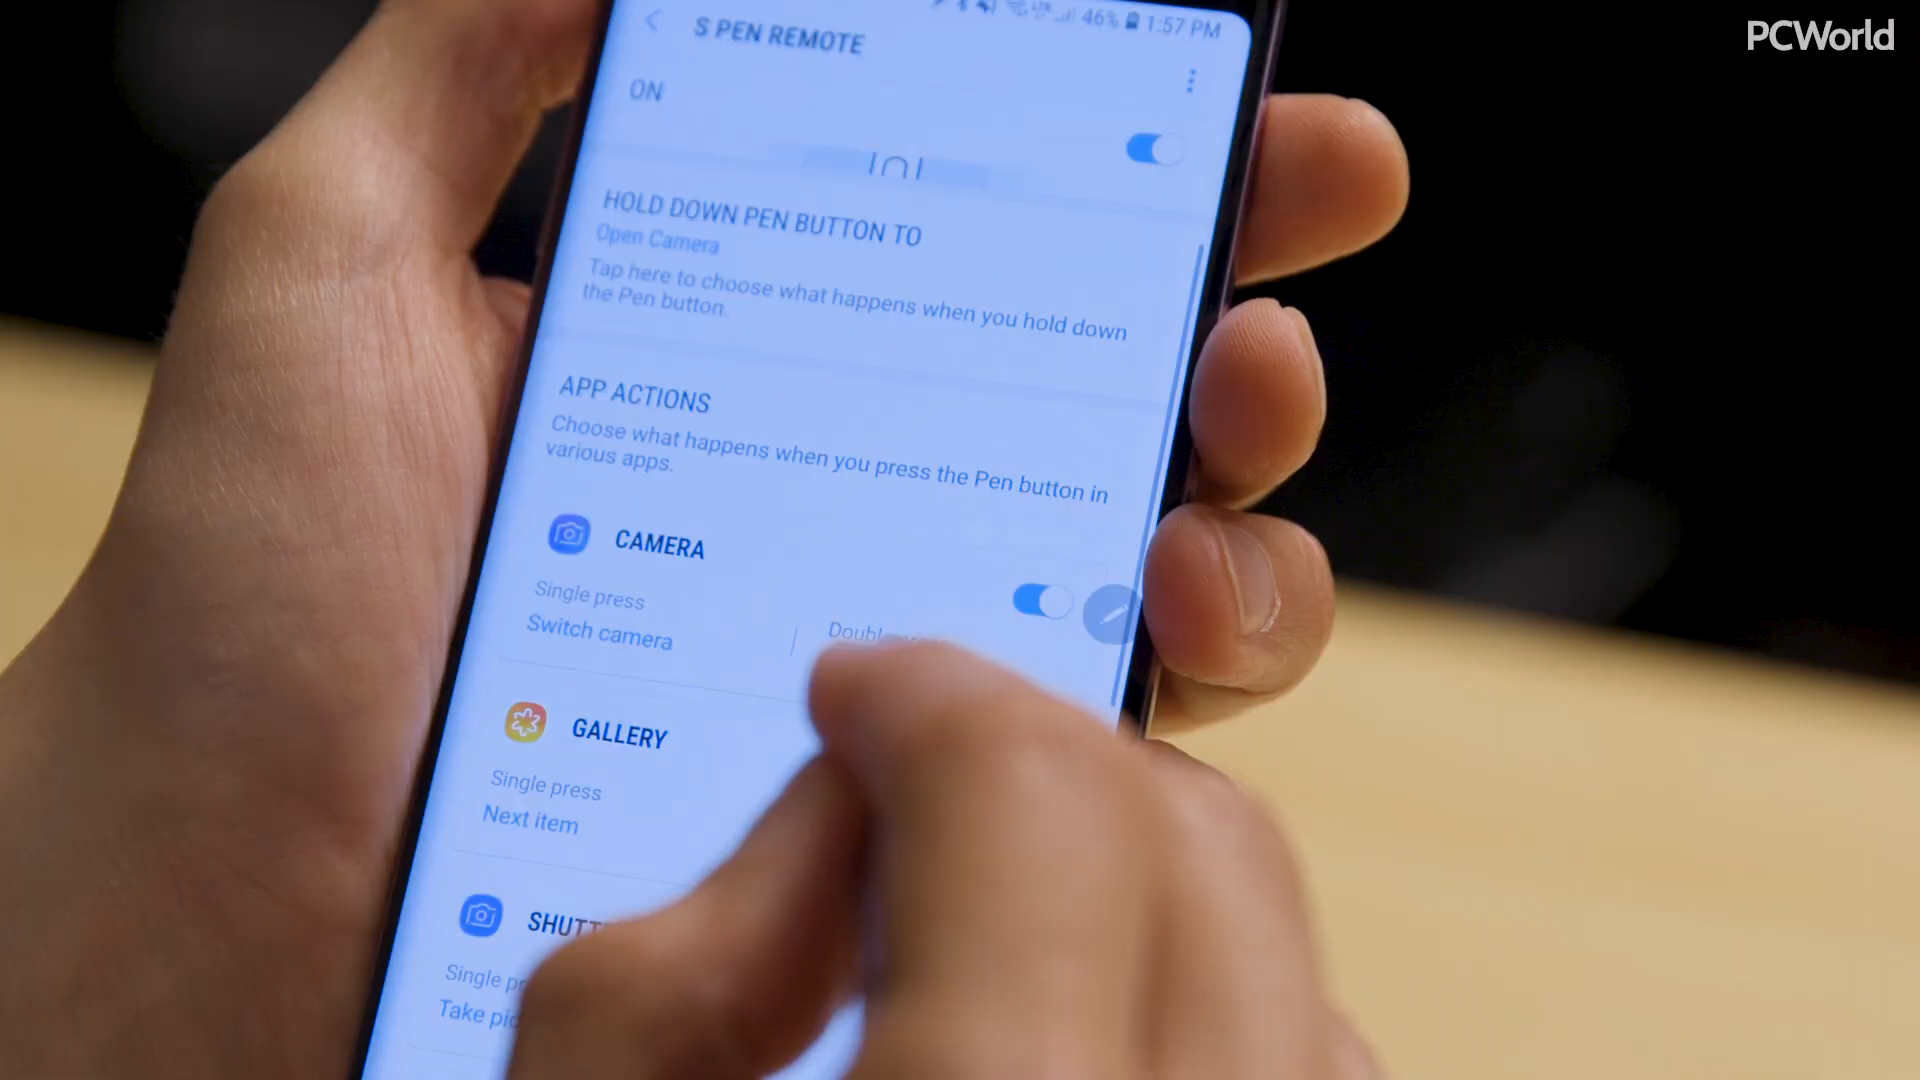 PCWorld
46% 1:57 PM
S PEN REMOTE
ON
HOLD DOWN PEN BUTTON TO
Open Camera
Tap here to choose what happens when you hold down
the Pen button.
APP ACTIONS
Choose what happens when you press the Pen button in
various apps.
CAMERA
Single press
Switch camera
GALLERY
Single press
Next item
Single
Take